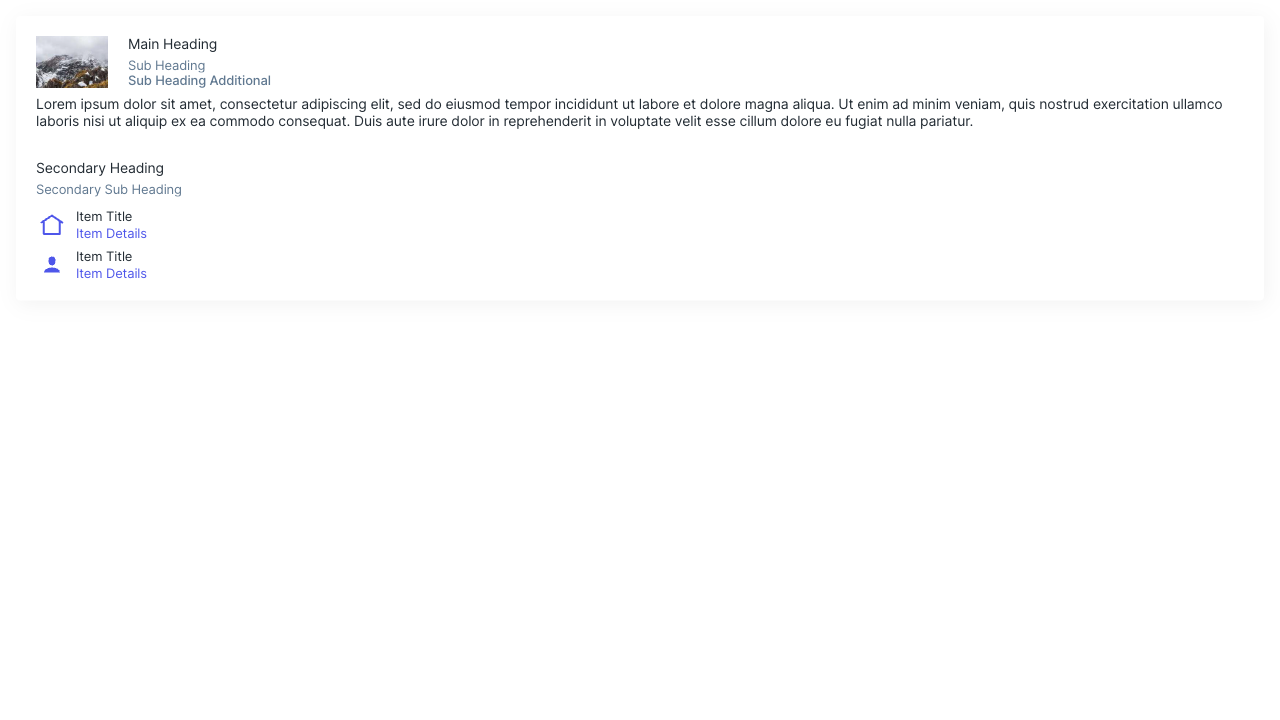 Main Heading
Sub Heading
Sub Heading Additional
Lorem ipsum dolor sit amet, consectetur adipiscing elit, sed do eiusmod tempor incididunt ut labore et dolore magna aliqua. Ut enim ad minim veniam, quis nostrud exercitation ullamco
laboris nisi ut aliquip ex ea commodo consequat. Duis aute irure dolor in reprehenderit in voluptate velit esse cillum dolore eu fugiat nulla pariatur.
Secondary Heading
Secondary Sub Heading
Item Title
Item Details
Item Title
Item Details